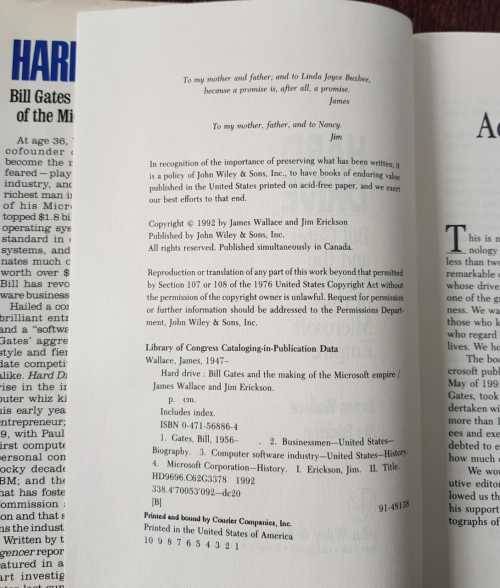 HARD
Bill Gates
of the
At age 36,
cofounder
become the
feared—play
industry, and
richest man
of his Micro
topped $1.8 bi
operating sys
standard in
systems, and
nates much
worth over $
Bill has revo
ware business
Hailed a
brilliant entr
and a "softwa
Gates' aggre
style and fier
date competi
alike. Hard
rise in the in
puter whiz ki
his early year
entrepreneur;
9, with Paul
first compute
personal con
ocky decade
BM; and the
hat has foste
ommission
on and that s
ns the indust
Written by t
gencer repor
atured in a
art investig
To my mother and father, and to Linda Joyce Buxbee,
because a promise is, after all, a promise.
James
To my mother, father, and to Nancy.
Jim
In recognition of the importance of preserving what has been written, it
is a policy of John Wiley & Sons, Inc., to have books of enduring value
published in the United States printed on acid-free paper, and we exert
our best efforts to that end.
Copyright © 1992 by James Wallace and Jim Erickson
Published by John Wiley & Sons, Inc.
All rights reserved. Published simultaneously in Canada.
Reproduction or translation of any part of this work beyond that permitted
by Section 107 or 108 of the 1976 United States Copyright Act without
the permission of the copyright owner is unlawful. Request for permission
or further information should be addressed to the Permissions Depart-
ment, John Wiley & Sons, Inc.
Library of Congress Cataloging-in-Publication Data
Wallace, James, 1947–
Hard drive : Bill Gates and the making of the Microsoft empire /
James Wallace and Jim Erickson.
p. cm.
Includes index.
ISBN 0-471-56886-4
1. Gates, Bill, 1956– . 2. Businessmen—United States—
Biography. 3. Computer software industry—United States—History.
4. Microsoft Corporation—History. I. Erickson, Jim. II. Title.
HD9696.C62G3378 1992
338.4'70053'092—dc20
[B] 91-48138
Printed and bound by Courier Companies, Inc.
Printed in the United States of America
10 9 8 7 6 5 4 3 2 1
Ac
This is n
nology
less than tw
remarkable
whose drive
one of the gr
ness. We wa
those who k
who regard
lives. We ho
The boo
crosoft publ
May of 199
Gates, took
dertaken wi
more than 1
ees and exe
debted to e
how much
We wou
utive editor
lowed us th
his support
tographs of